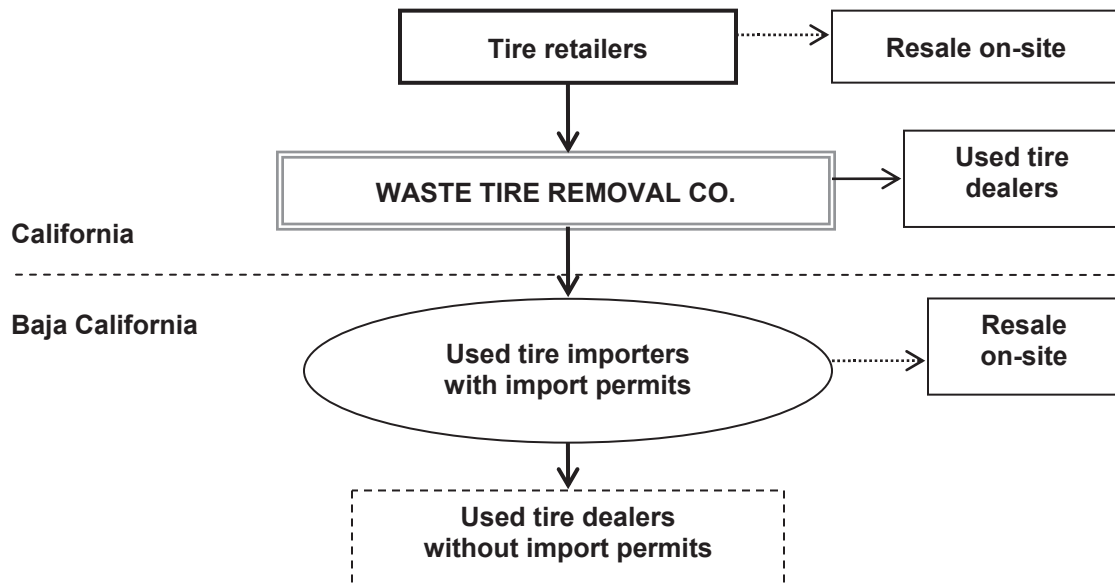 Tire retailers
Resale on-site
WASTE TIRE REMOVAL CO.
Used tire
dealers
California
Baja California
Used tire importers
with import permits
Resale
on-site
Used tire dealers
without import permits